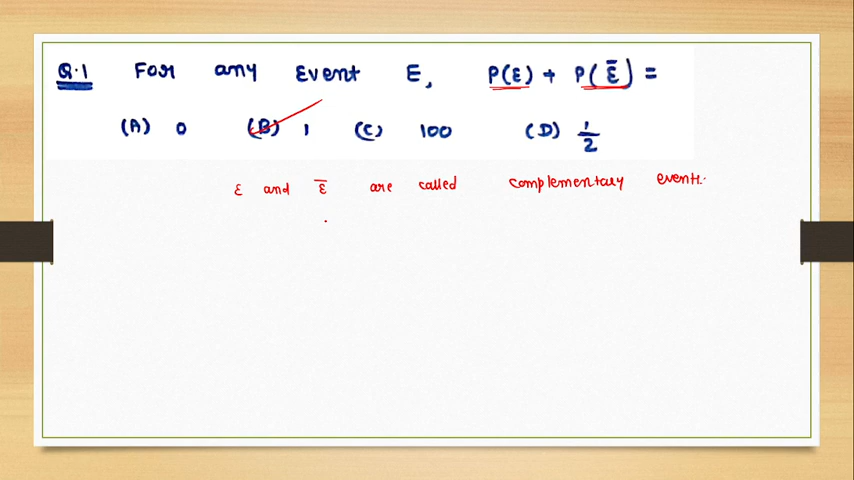 Q.1 For any Event E, P(E) + P(Ē) =
(A) 0 (B) 1 (C) 100 (D) 1/2
ε and ε̅ are called complementary events.